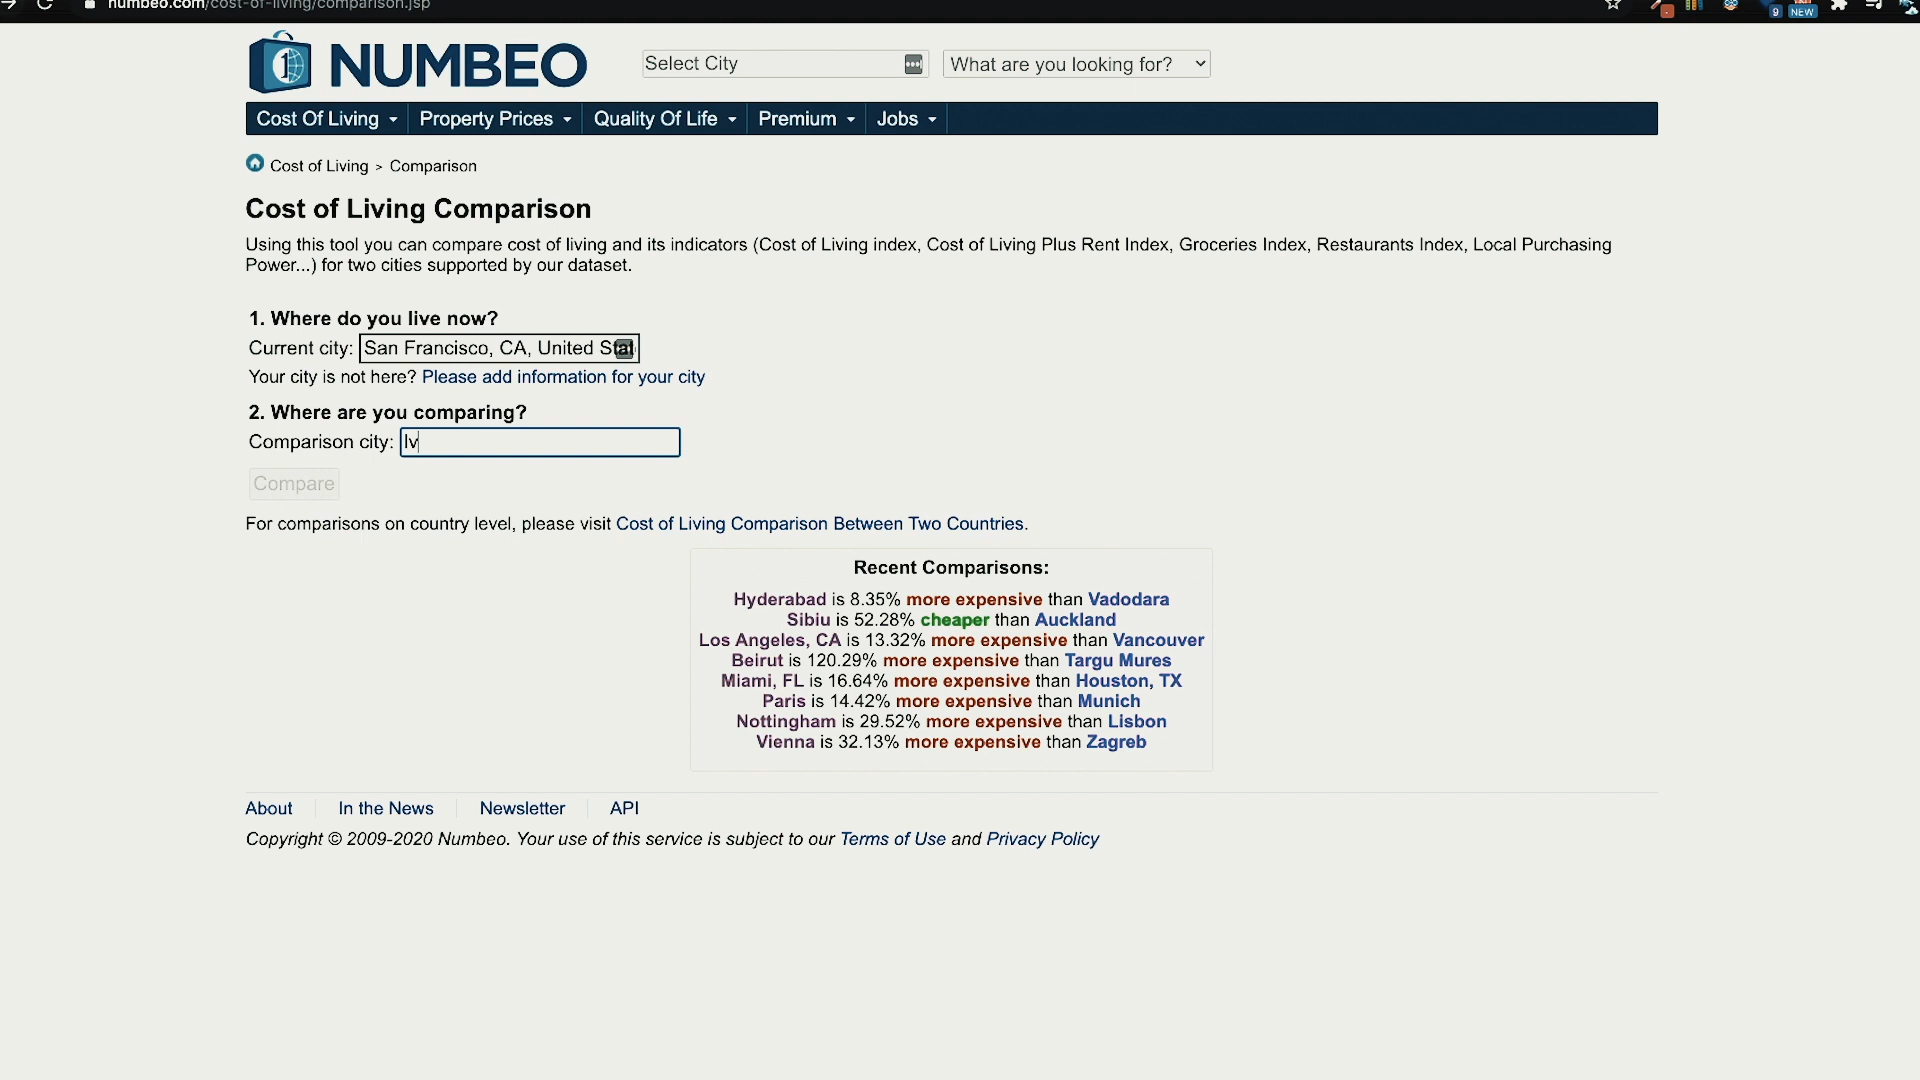 numbeo.com/cost-of-living/comparison.jsp
9 NEW
NUMBEO
Select City
What are you looking for?
Cost Of Living Property Prices Quality Of Life Premium Jobs
Cost of Living > Comparison
Cost of Living Comparison
Using this tool you can compare cost of living and its indicators (Cost of Living index, Cost of Living Plus Rent Index, Groceries Index, Restaurants Index, Local Purchasing
Power...) for two cities supported by our dataset.
1. Where do you live now?
Current city: San Francisco, CA, United Stat
Your city is not here? Please add information for your city
2. Where are you comparing?
Comparison city: lv
Compare
For comparisons on country level, please visit Cost of Living Comparison Between Two Countries.
Recent Comparisons:
Hyderabad is 8.35% more expensive than Vadodara
Sibiu is 52.28% cheaper than Auckland
Los Angeles, CA is 13.32% more expensive than Vancouver
Beirut is 120.29% more expensive than Targu Mures
Miami, FL is 16.64% more expensive than Houston, TX
Paris is 14.42% more expensive than Munich
Nottingham is 29.52% more expensive than Lisbon
Vienna is 32.13% more expensive than Zagreb
About In the News Newsletter API
Copyright © 2009-2020 Numbeo. Your use of this service is subject to our Terms of Use and Privacy Policy